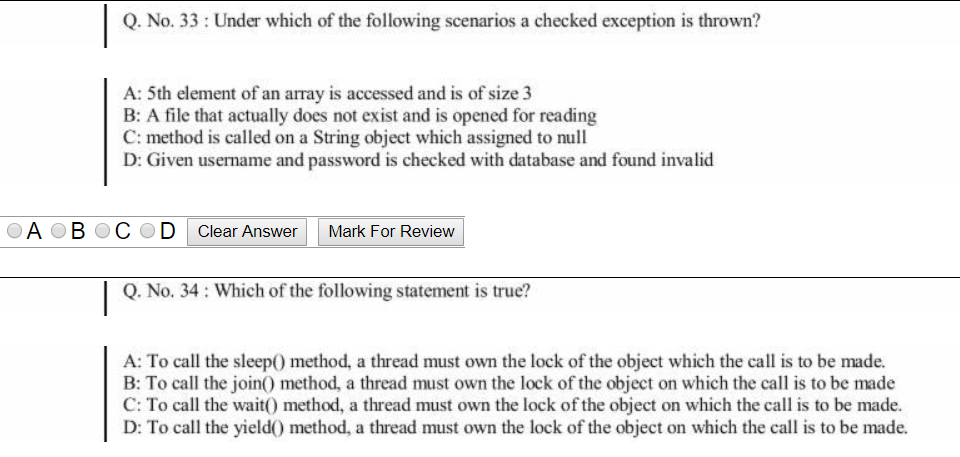 Q. No. 33 : Under which of the following scenarios a checked exception is thrown?
A: 5th element of an array is accessed and is of size 3
B: A file that actually does not exist and is opened for reading
C: method is called on a String object which assigned to null
D: Given username and password is checked with database and found invalid
A B C D Clear Answer Mark For Review
Q. No. 34 : Which of the following statement is true?
A: To call the sleep() method, a thread must own the lock of the object which the call is to be made.
B: To call the join() method, a thread must own the lock of the object on which the call is to be made
C: To call the wait() method, a thread must own the lock of the object on which the call is to be made.
D: To call the yield() method, a thread must own the lock of the object on which the call is to be made.